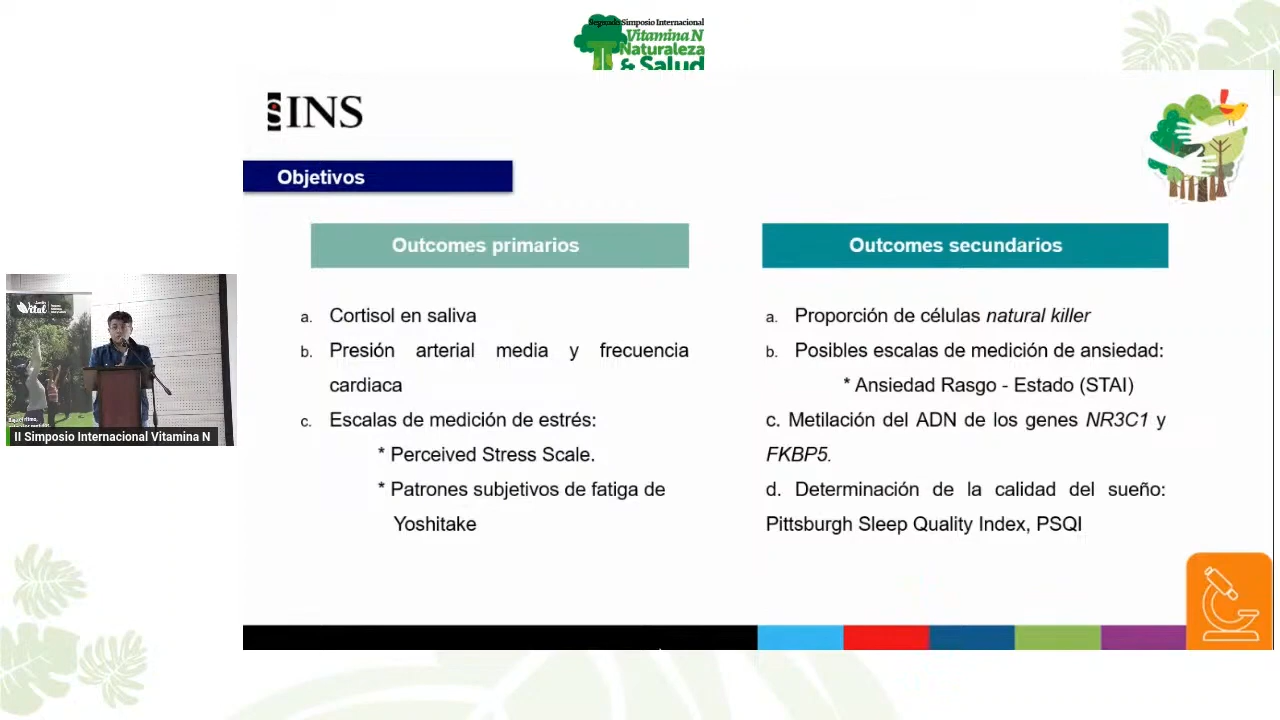 Segundo Simposio Internacional
Vitamina N
Naturaleza
& Salud
INS
Objetivos
Outcomes primarios
a. Cortisol en saliva
b. Presión arterial media y frecuencia
cardiaca
c. Escalas de medición de estrés:
* Perceived Stress Scale.
* Patrones subjetivos de fatiga de
Yoshitake
Outcomes secundarios
a. Proporción de células natural killer
b. Posibles escalas de medición de ansiedad:
* Ansiedad Rasgo - Estado (STAI)
c. Metilación del ADN de los genes NR3C1 y
FKBP5.
d. Determinación de la calidad del sueño:
Pittsburgh Sleep Quality Index, PSQI
Vital
II Simposio Internacional Vitamina N